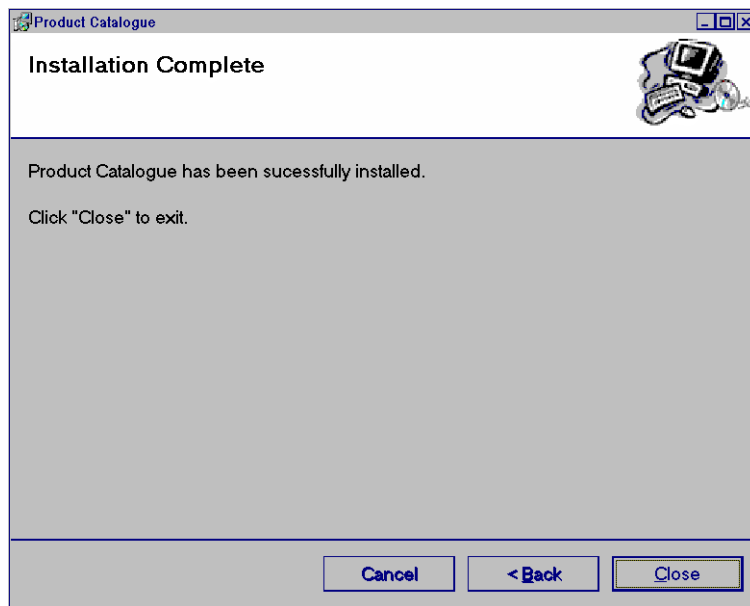 Product Catalogue
Installation Complete
Product Catalogue has been sucessfully installed.
Click "Close" to exit.
Cancel
< Back
Close